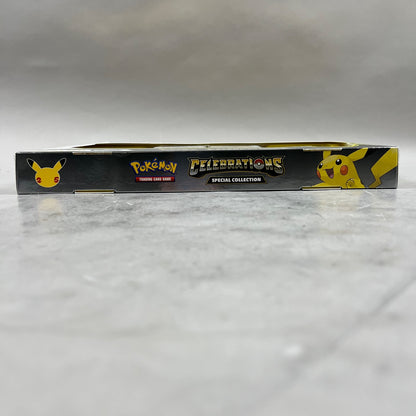 Pokémon
TRADING CARD GAME
CELEBRATIONS
SPECIAL COLLECTION